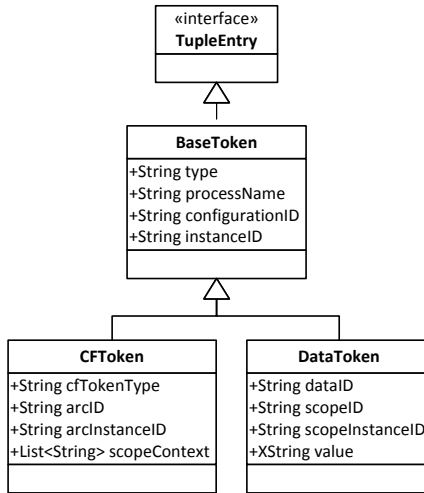 «interface»
TupleEntry
BaseToken
+String type
+String processName
+String configurationID
+String instanceID
CFToken
+String cfTokenType
+String arcID
+String arcInstanceID
+List<String> scopeContext
DataToken
+String dataID
+String scopeID
+String scopeInstanceID
+XString value